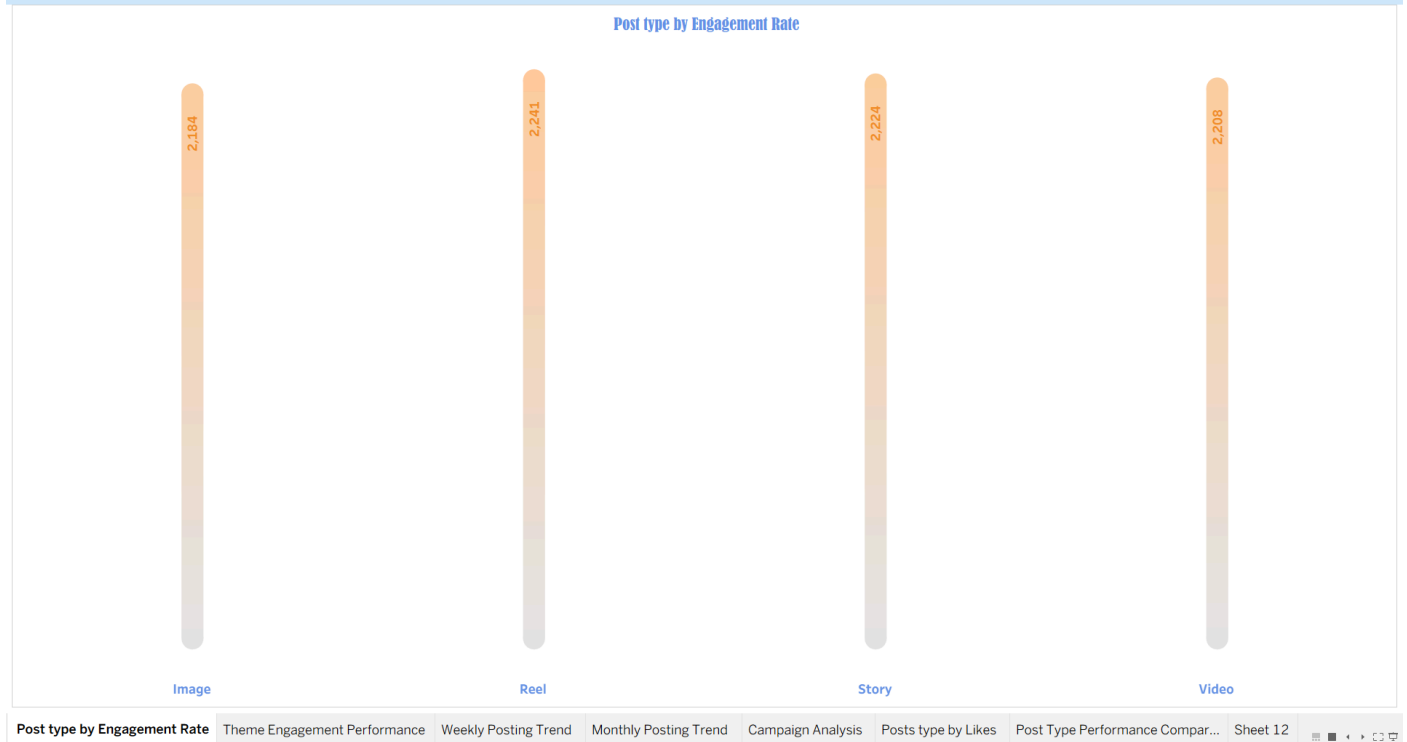 Post type by Engagement Rate
2,184
2,241
2,224
2,208
Image Reel Story Video
Post type by Engagement Rate Theme Engagement Performance Weekly Posting Trend Monthly Posting Trend Campaign Analysis Posts type by Likes Post Type Performance Compar... Sheet 12